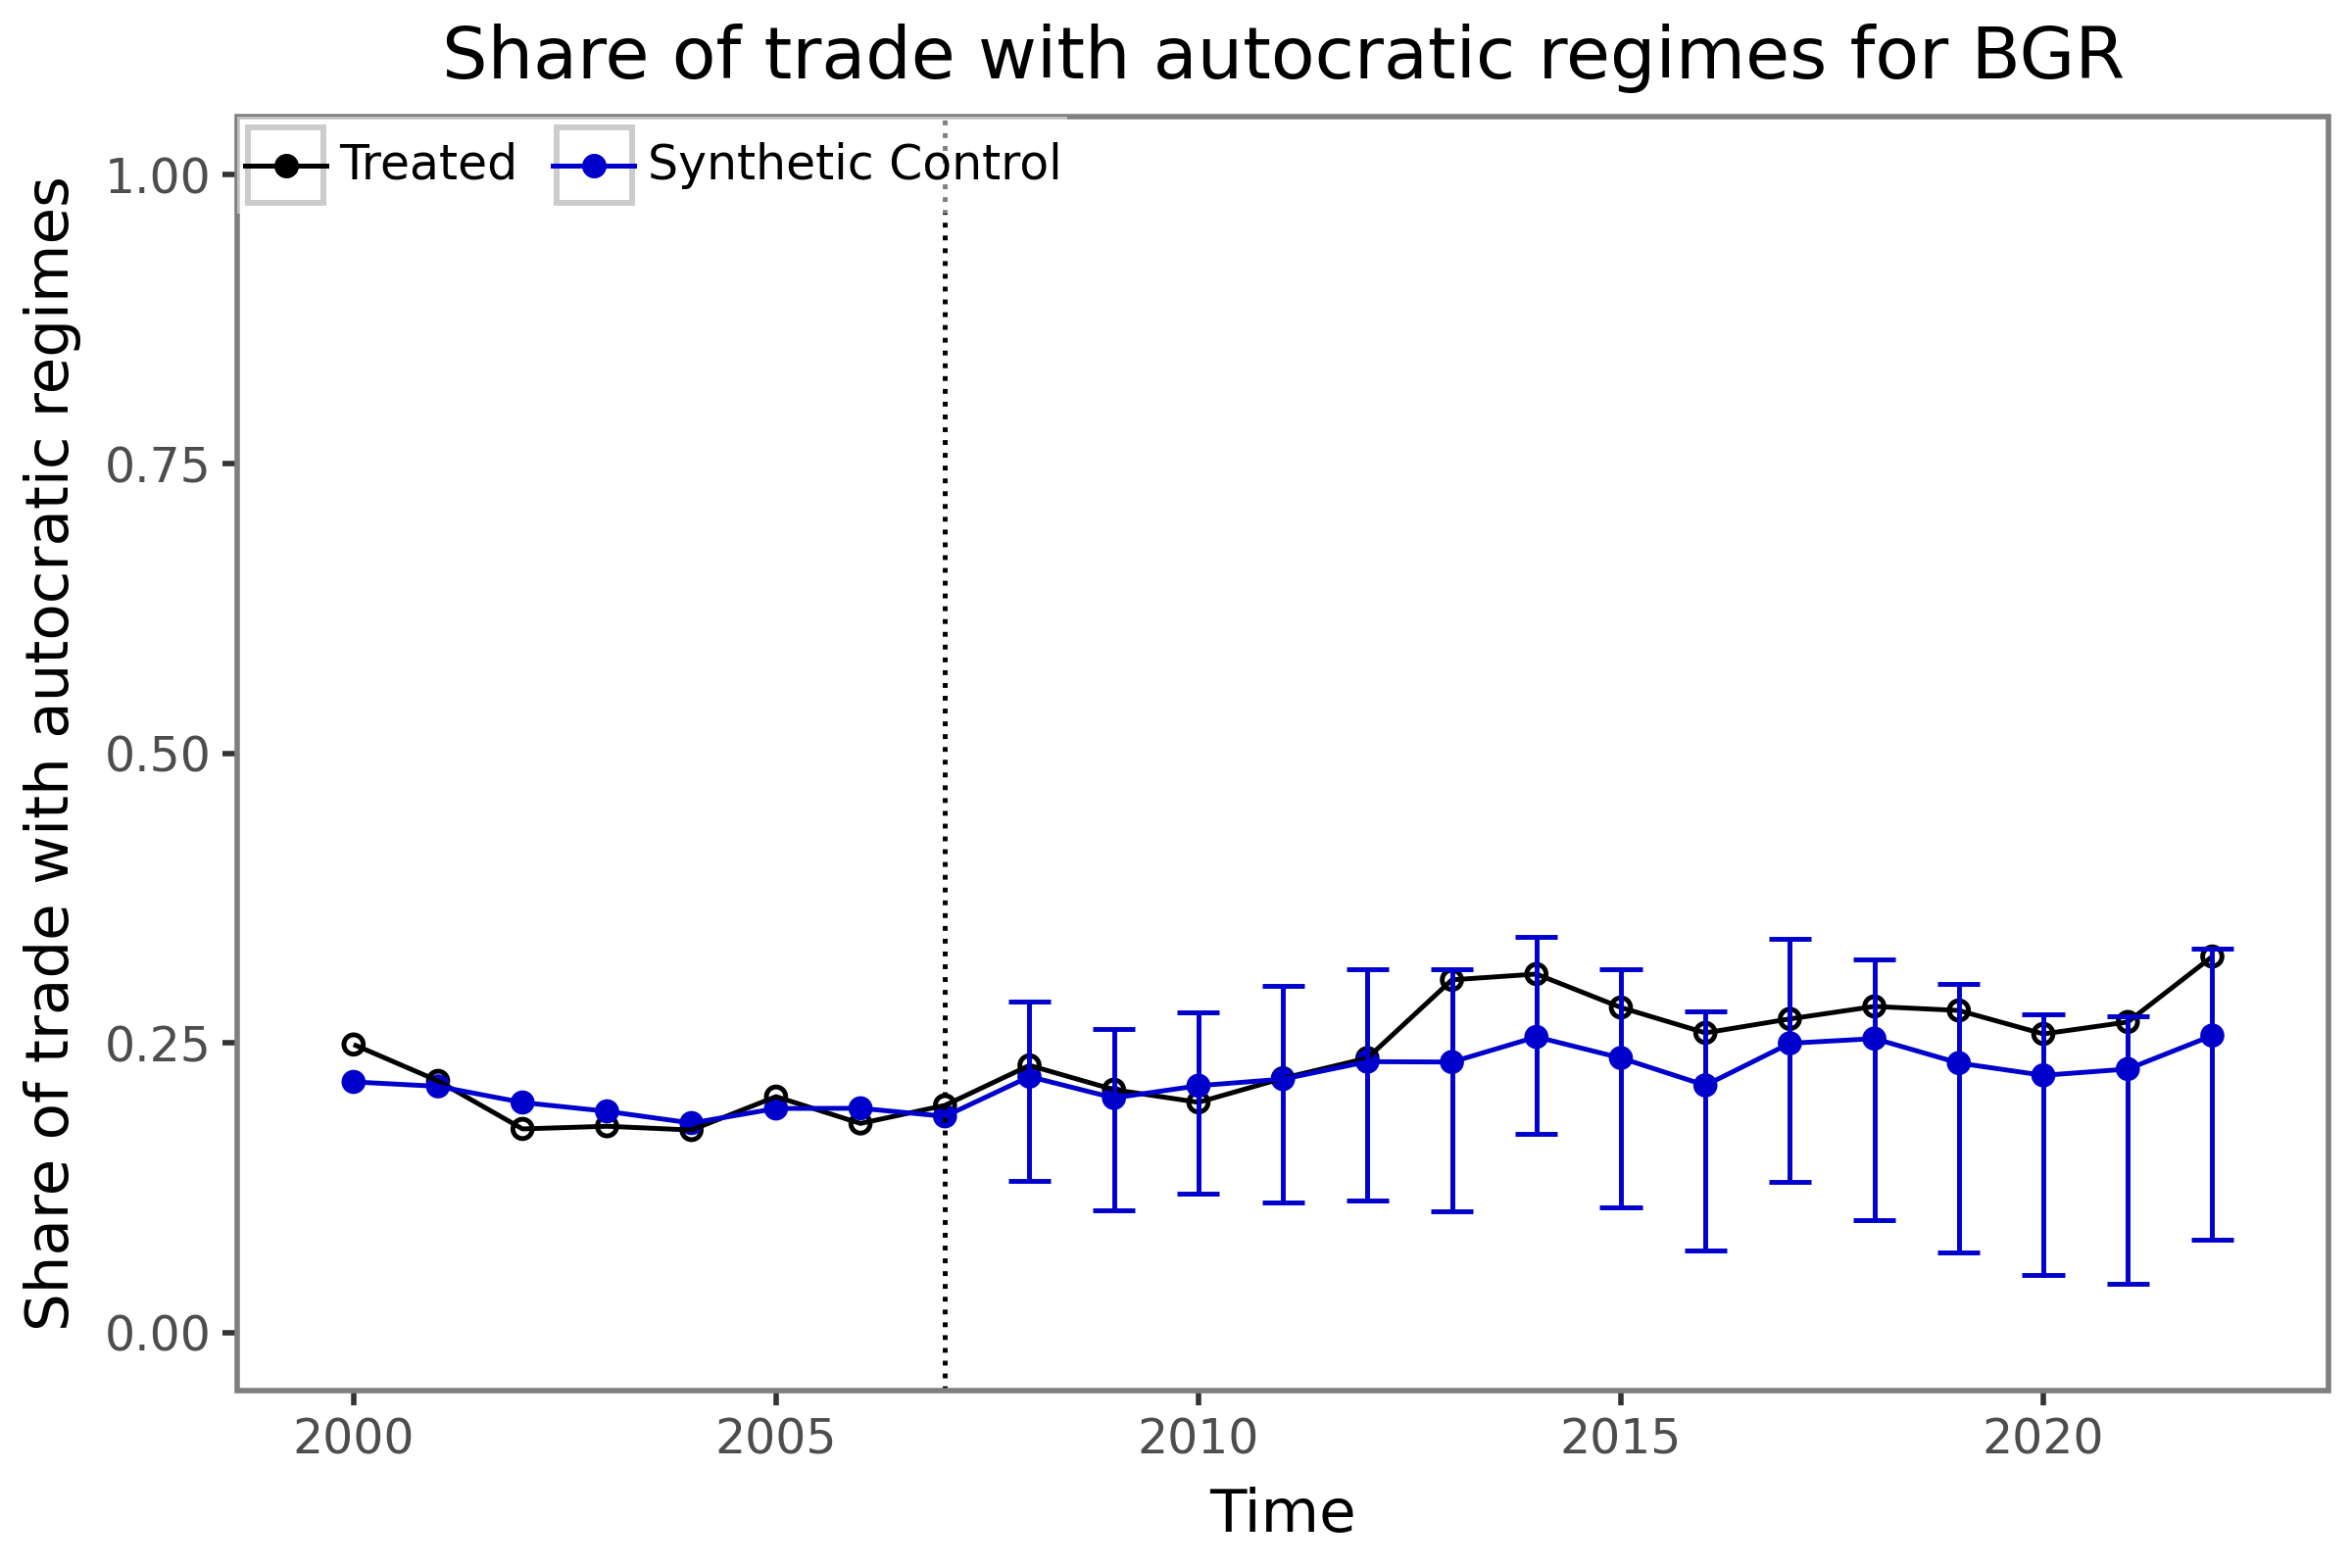 Share of trade with autocratic regimes for BGR
Treated
Synthetic Control
Share of trade with autocratic regimes
1.00
0.75
0.50
0.25
0.00
2000
2005
2010
2015
2020
Time